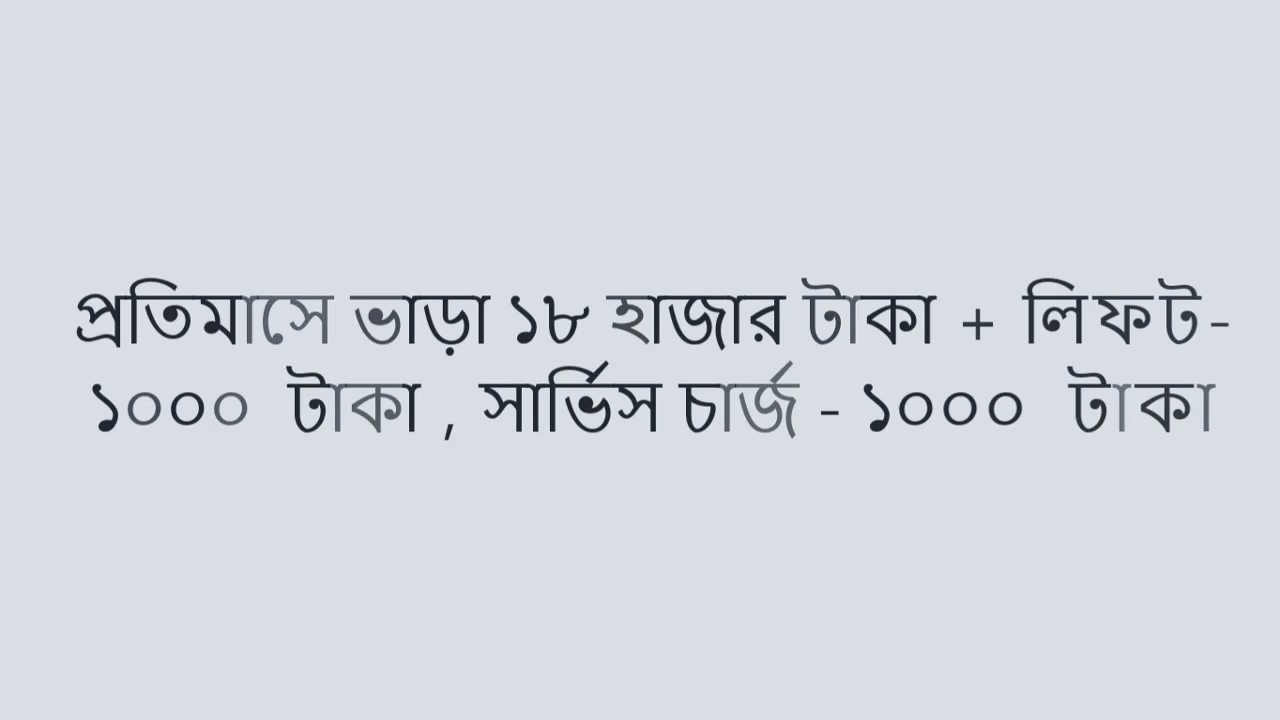 প্রতিমাসে ভাড়া ১৮ হাজার টাকা + লিফট-
১০০০ টাকা , সার্ভিস চার্জ - ১০০০ টাকা